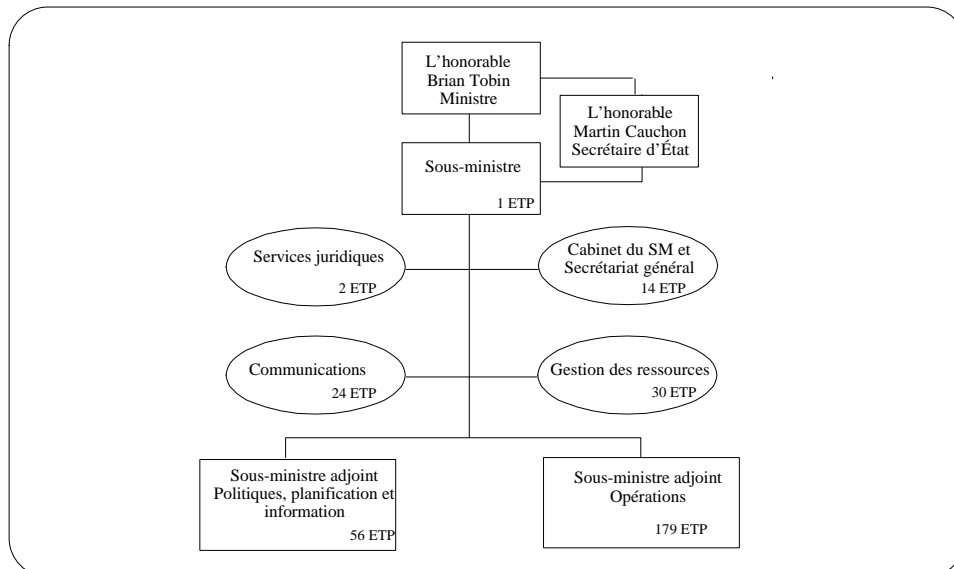 L'honorable
Brian Tobin
Ministre
L'honorable
Martin Cauchon
Secrétaire d'État
Sous-ministre
1 ETP
Services juridiques
2 ETP
Cabinet du SM et
Secrétariat général
14 ETP
Communications
24 ETP
Gestion des ressources
30 ETP
Sous-ministre adjoint
Politiques, planification et
information
56 ETP
Sous-ministre adjoint
Opérations
179 ETP